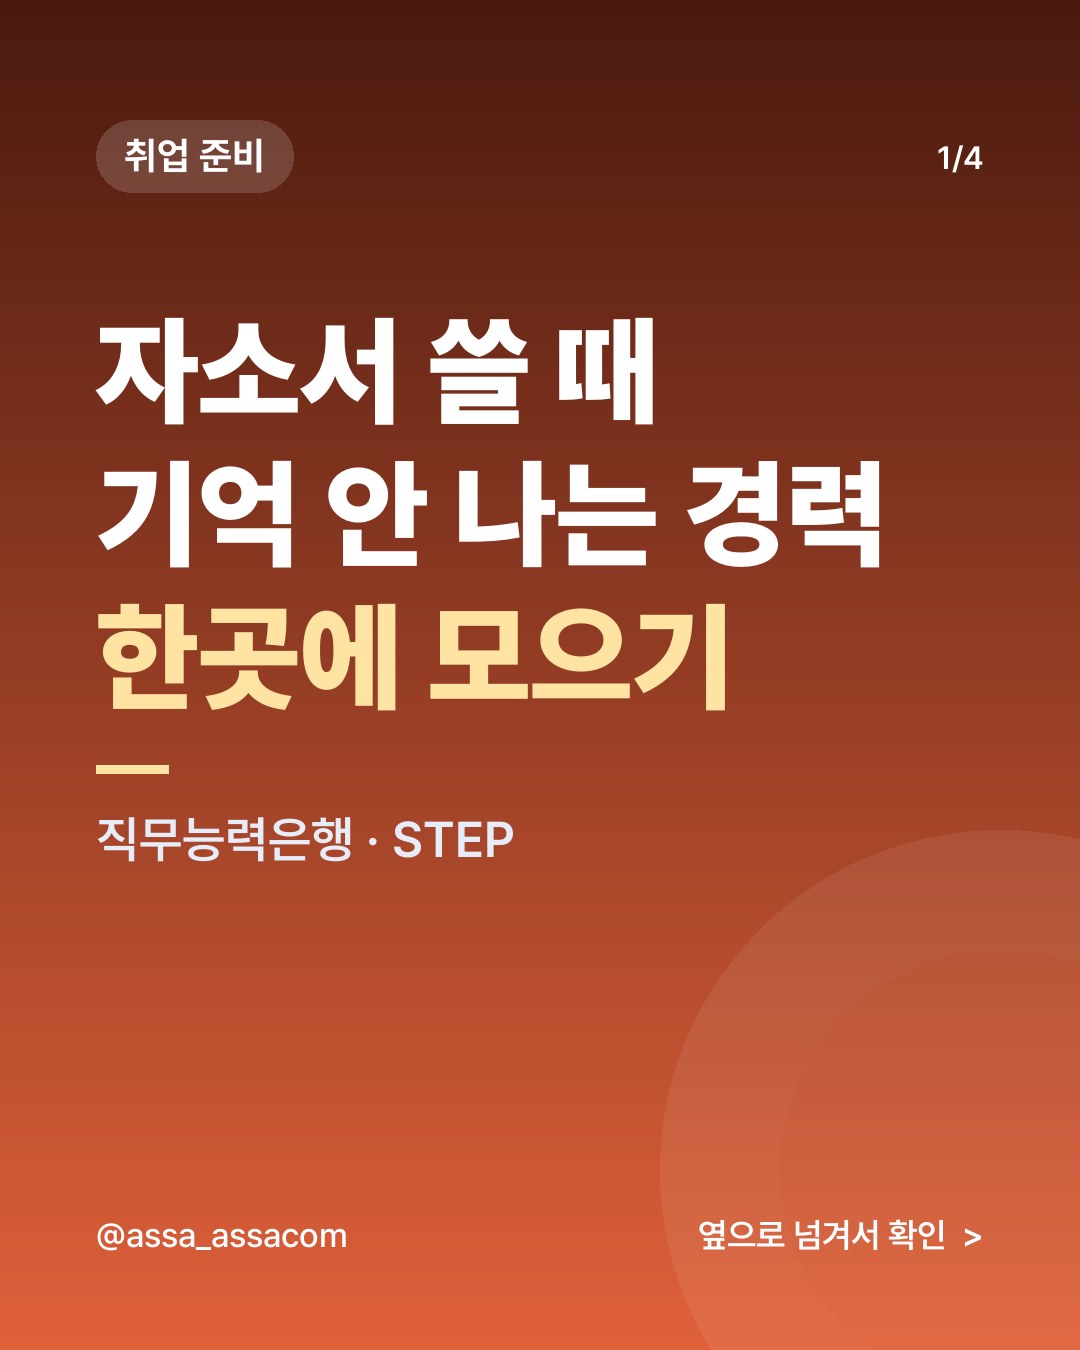 취업 준비
1/4
자소서 쓸 때
기억 안 나는 경력
한곳에 모으기
직무능력은행 · STEP
@assa_assacom
옆으로 넘겨서 확인 >